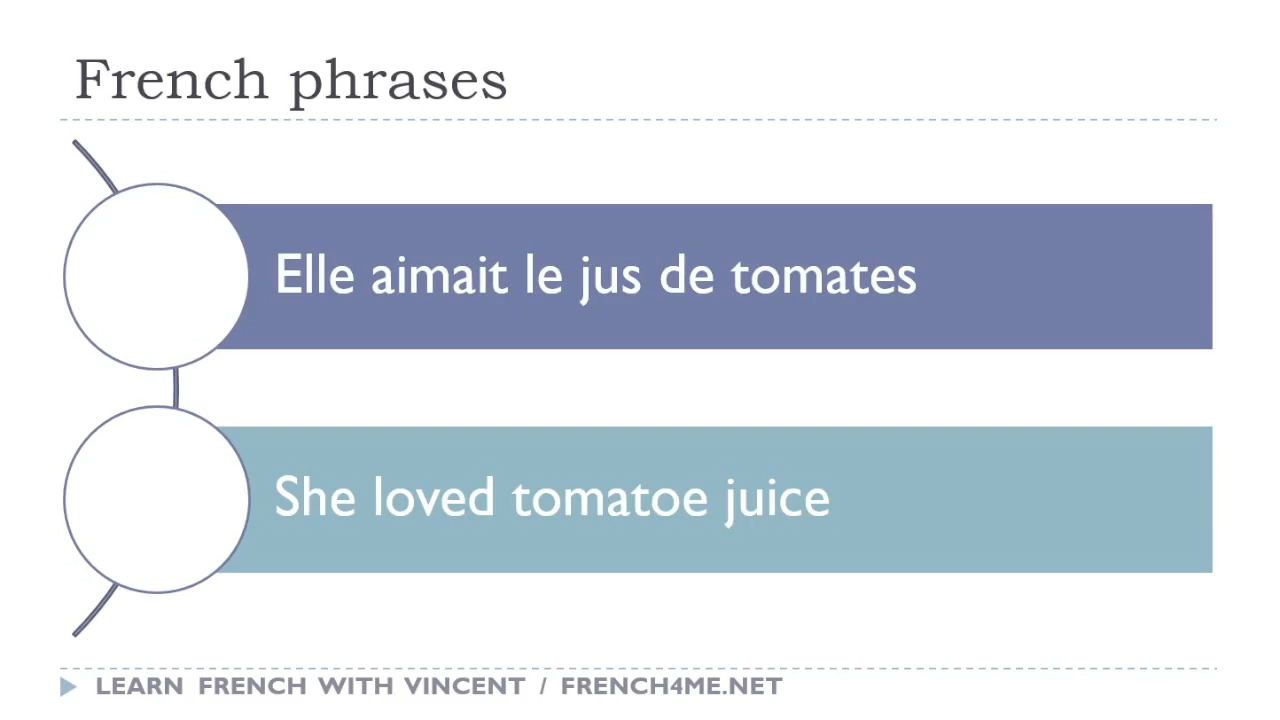 French phrases
Elle aimait le jus de tomates
She loved tomatoe juice
LEARN FRENCH WITH VINCENT / FRENCH4ME.NET